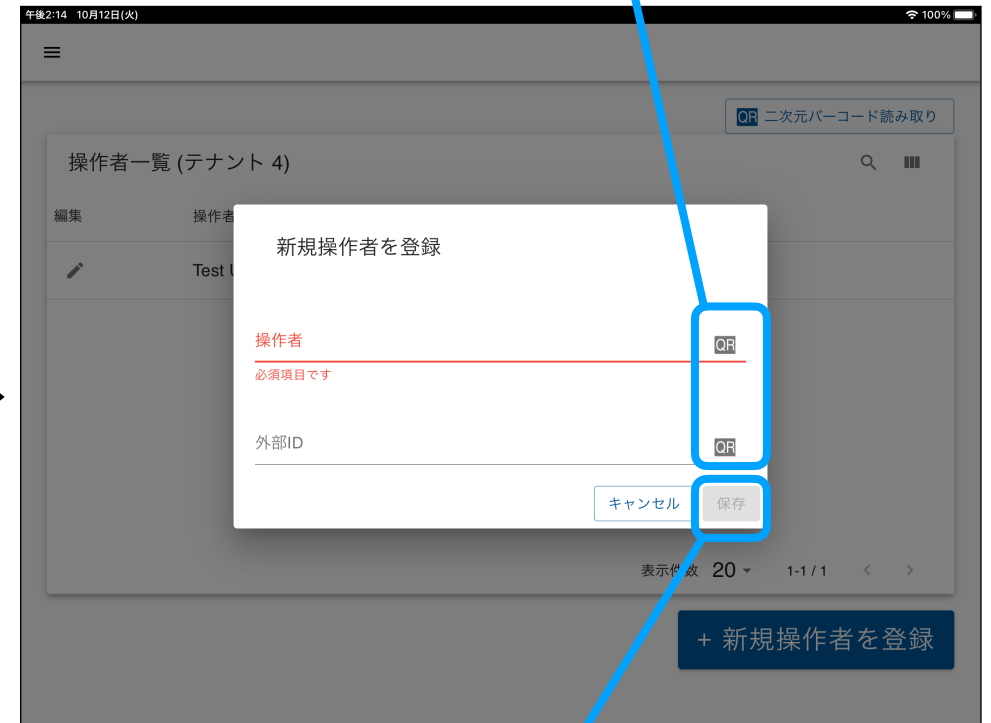 午後2:14 10月12日(火) 100%
QR 二次元バーコード読み取り
操作者一覧 (テナント 4)
編集 操作者
Test
新規操作者を登録
操作者 QR
必須項目です
外部ID QR
キャンセル 保存
表示件数 20 1-1 / 1
+ 新規操作者を登録